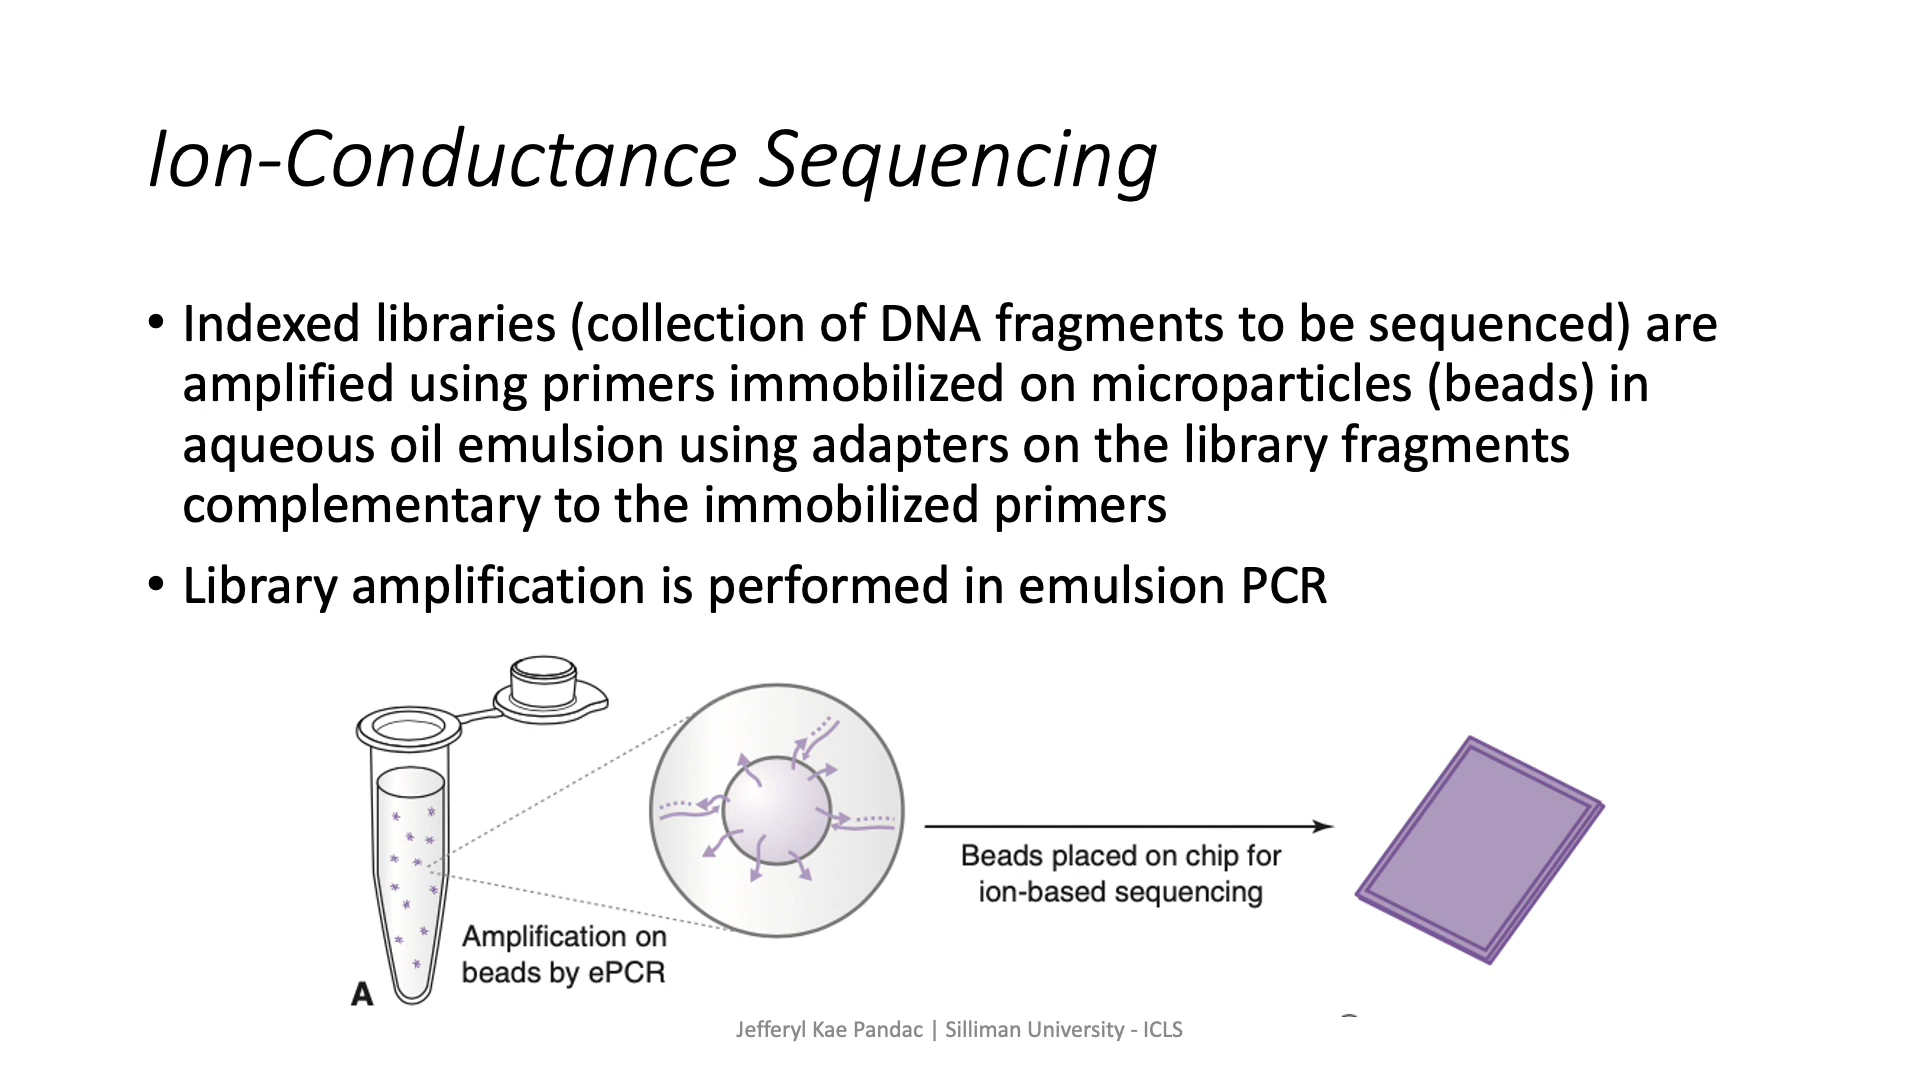 Ion-Conductance Sequencing
• Indexed libraries (collection of DNA fragments to be sequenced) are
amplified using primers immobilized on microparticles (beads) in
aqueous oil emulsion using adapters on the library fragments
complementary to the immobilized primers
• Library amplification is performed in emulsion PCR
Beads placed on chip for
ion-based sequencing
Amplification on
beads by ePCR
A
Jefferyl Kae Pandac | Silliman University - ICLS